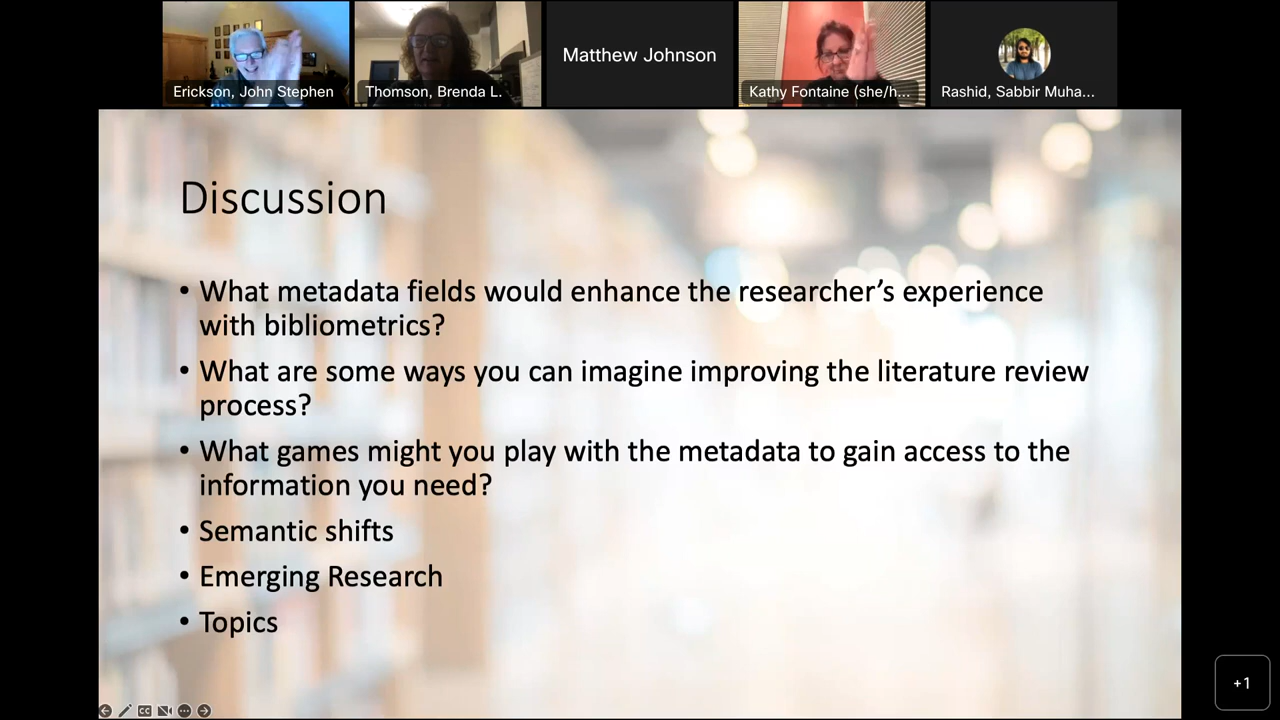 Erickson, John Stephen
Thomson, Brenda L.
Matthew Johnson
Kathy Fontaine (she/h...
Rashid, Sabbir Muha...
Discussion
• What metadata fields would enhance the researcher’s experience
with bibliometrics?
• What are some ways you can imagine improving the literature review
process?
• What games might you play with the metadata to gain access to the
information you need?
• Semantic shifts
• Emerging Research
• Topics
CC
+1